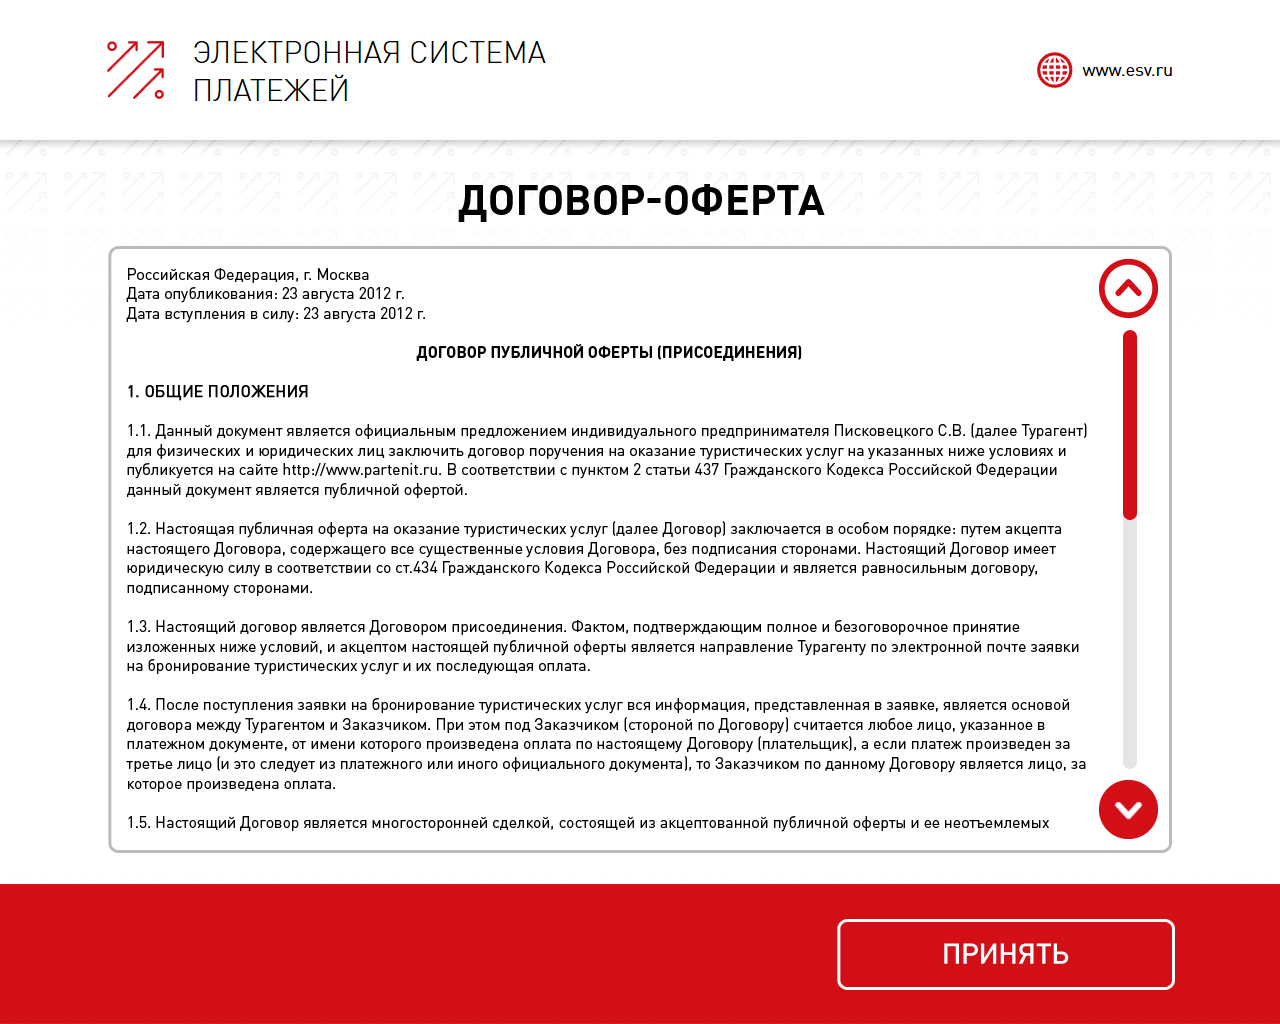 ЭЛЕКТРОННАЯ СИСТЕМА
ПЛАТЕЖЕЙ
www.esv.ru
ДОГОВОР-ОФЕРТА
Российская Федерация, г. Москва
Дата опубликования: 23 августа 2012 г.
Дата вступления в силу: 23 августа 2012 г.
ДОГОВОР ПУБЛИЧНОЙ ОФЕРТЫ (ПРИСОЕДИНЕНИЯ)
1. ОБЩИЕ ПОЛОЖЕНИЯ
1.1. Данный документ является официальным предложением индивидуального предпринимателя Писковецкого С.В. (далее Турагент)
для физических и юридических лиц заключить договор поручения на оказание туристических услуг на указанных ниже условиях и
публикуется на сайте http://www.partenit.ru. В соответствии с пунктом 2 статьи 437 Гражданского Кодекса Российской Федерации
данный документ является публичной офертой.
1.2. Настоящая публичная оферта на оказание туристических услуг (далее Договор) заключается в особом порядке: путем акцепта
настоящего Договора, содержащего все существенные условия Договора, без подписания сторонами. Настоящий Договор имеет
юридическую силу в соответствии со ст.434 Гражданского Кодекса Российской Федерации и является равносильным договору,
подписанному сторонами.
1.3. Настоящий договор является Договором присоединения. Фактом, подтверждающим полное и безоговорочное принятие
изложенных ниже условий, и акцептом настоящей публичной оферты является направление Турагенту по электронной почте заявки
на бронирование туристических услуг и их последующая оплата.
1.4. После поступления заявки на бронирование туристических услуг вся информация, представленная в заявке, является основой
договора между Турагентом и Заказчиком. При этом под Заказчиком (стороной по Договору) считается любое лицо, указанное в
платежном документе, от имени которого произведена оплата по настоящему Договору (плательщик), а если платеж произведен за
третье лицо (и это следует из платежного или иного официального документа), то Заказчиком по данному Договору является лицо, за
которое произведена оплата.
1.5. Настоящий Договор является многосторонней сделкой, состоящей из акцептованной публичной оферты и ее неотъемлемых
ПРИНЯТЬ